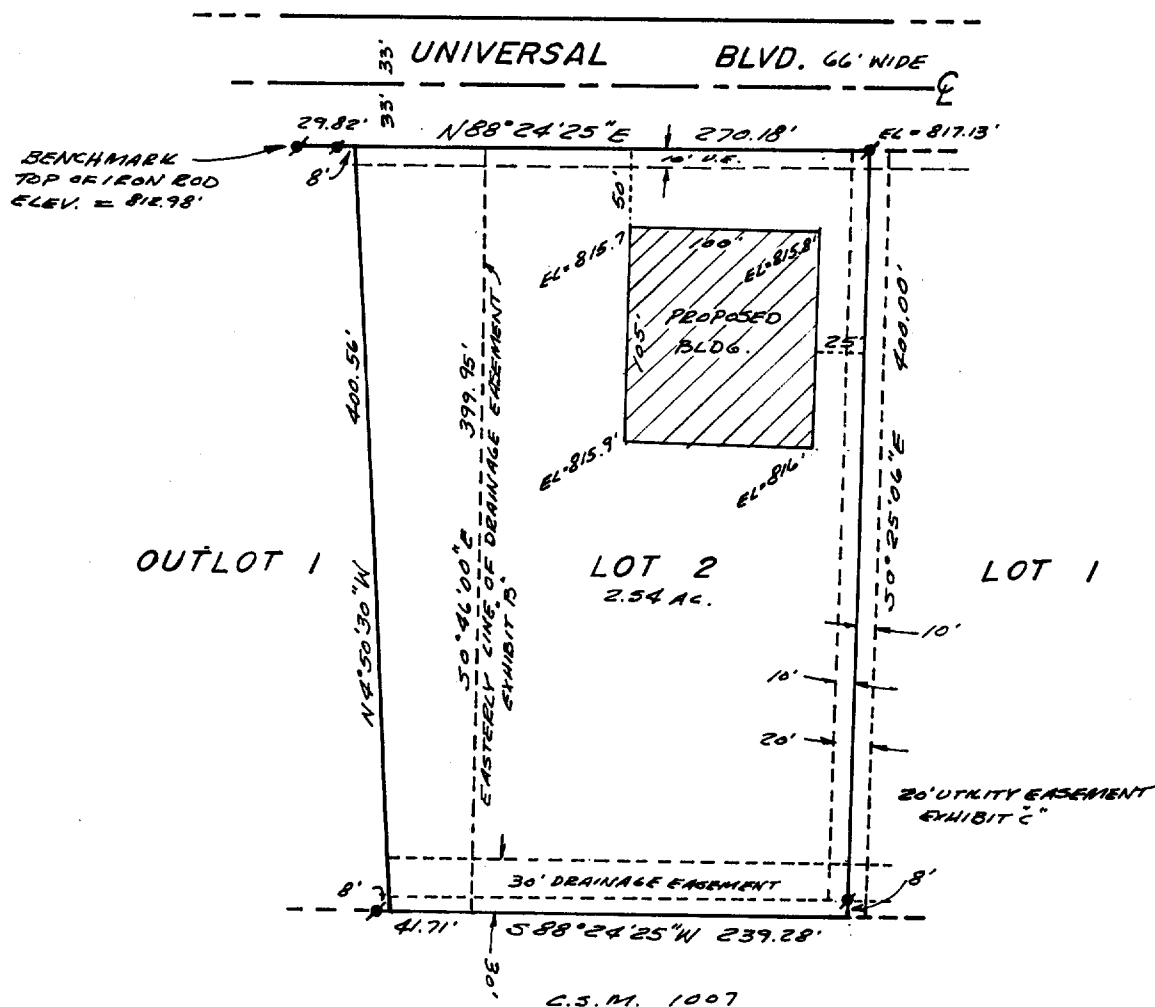 UNIVERSAL BLVD. 66' WIDE
33'
33'
℄
29.82'
N88°24'25"E 270.18'
EL=817.13'
BENCHMARK
TOP OF IRON ROD
ELEV. = 812.98'
8'
10' U.E.
50'
EL=815.7
100"
EL=815.8'
PROPOSED
BLDG.
105'
25'
EL=815.9'
EL=816'
400.56'
N4°50'30"W
399.95'
S0°46'00"E
EASTERLY LINE OF DRAINAGE EASEMENT
EXHIBIT 'B'
400.00'
S0°25'06"E
OUTLOT 1
LOT 2
2.54 AC.
LOT 1
10'
10'
20'
20' UTILITY EASEMENT
EXHIBIT "C"
30' DRAINAGE EASEMENT
8'
8'
41.71'
S88°24'25"W 239.28'
30'
C.S.M. 1007